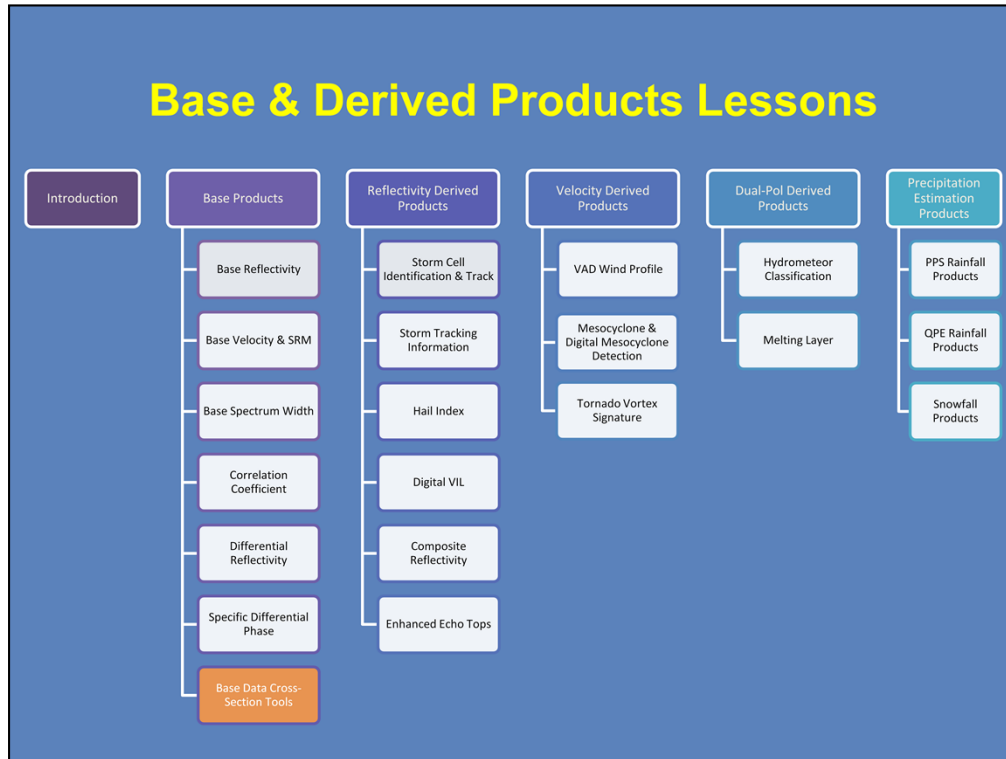 Base & Derived Products Lessons
Introduction
Base Products
Base Reflectivity
Base Velocity & SRM
Base Spectrum Width
Correlation
Coefficient
Differential
Reflectivity
Specific Differential
Phase
Base Data Cross-
Section Tools
Reflectivity Derived
Products
Storm Cell
Identification & Track
Storm Tracking
Information
Hail Index
Digital VIL
Composite
Reflectivity
Enhanced Echo Tops
Velocity Derived
Products
VAD Wind Profile
Mesocyclone &
Digital Mesocyclone
Detection
Tornado Vortex
Signature
Dual-Pol Derived
Products
Hydrometeor
Classification
Melting Layer
Precipitation
Estimation
Products
PPS Rainfall
Products
QPE Rainfall
Products
Snowfall
Products